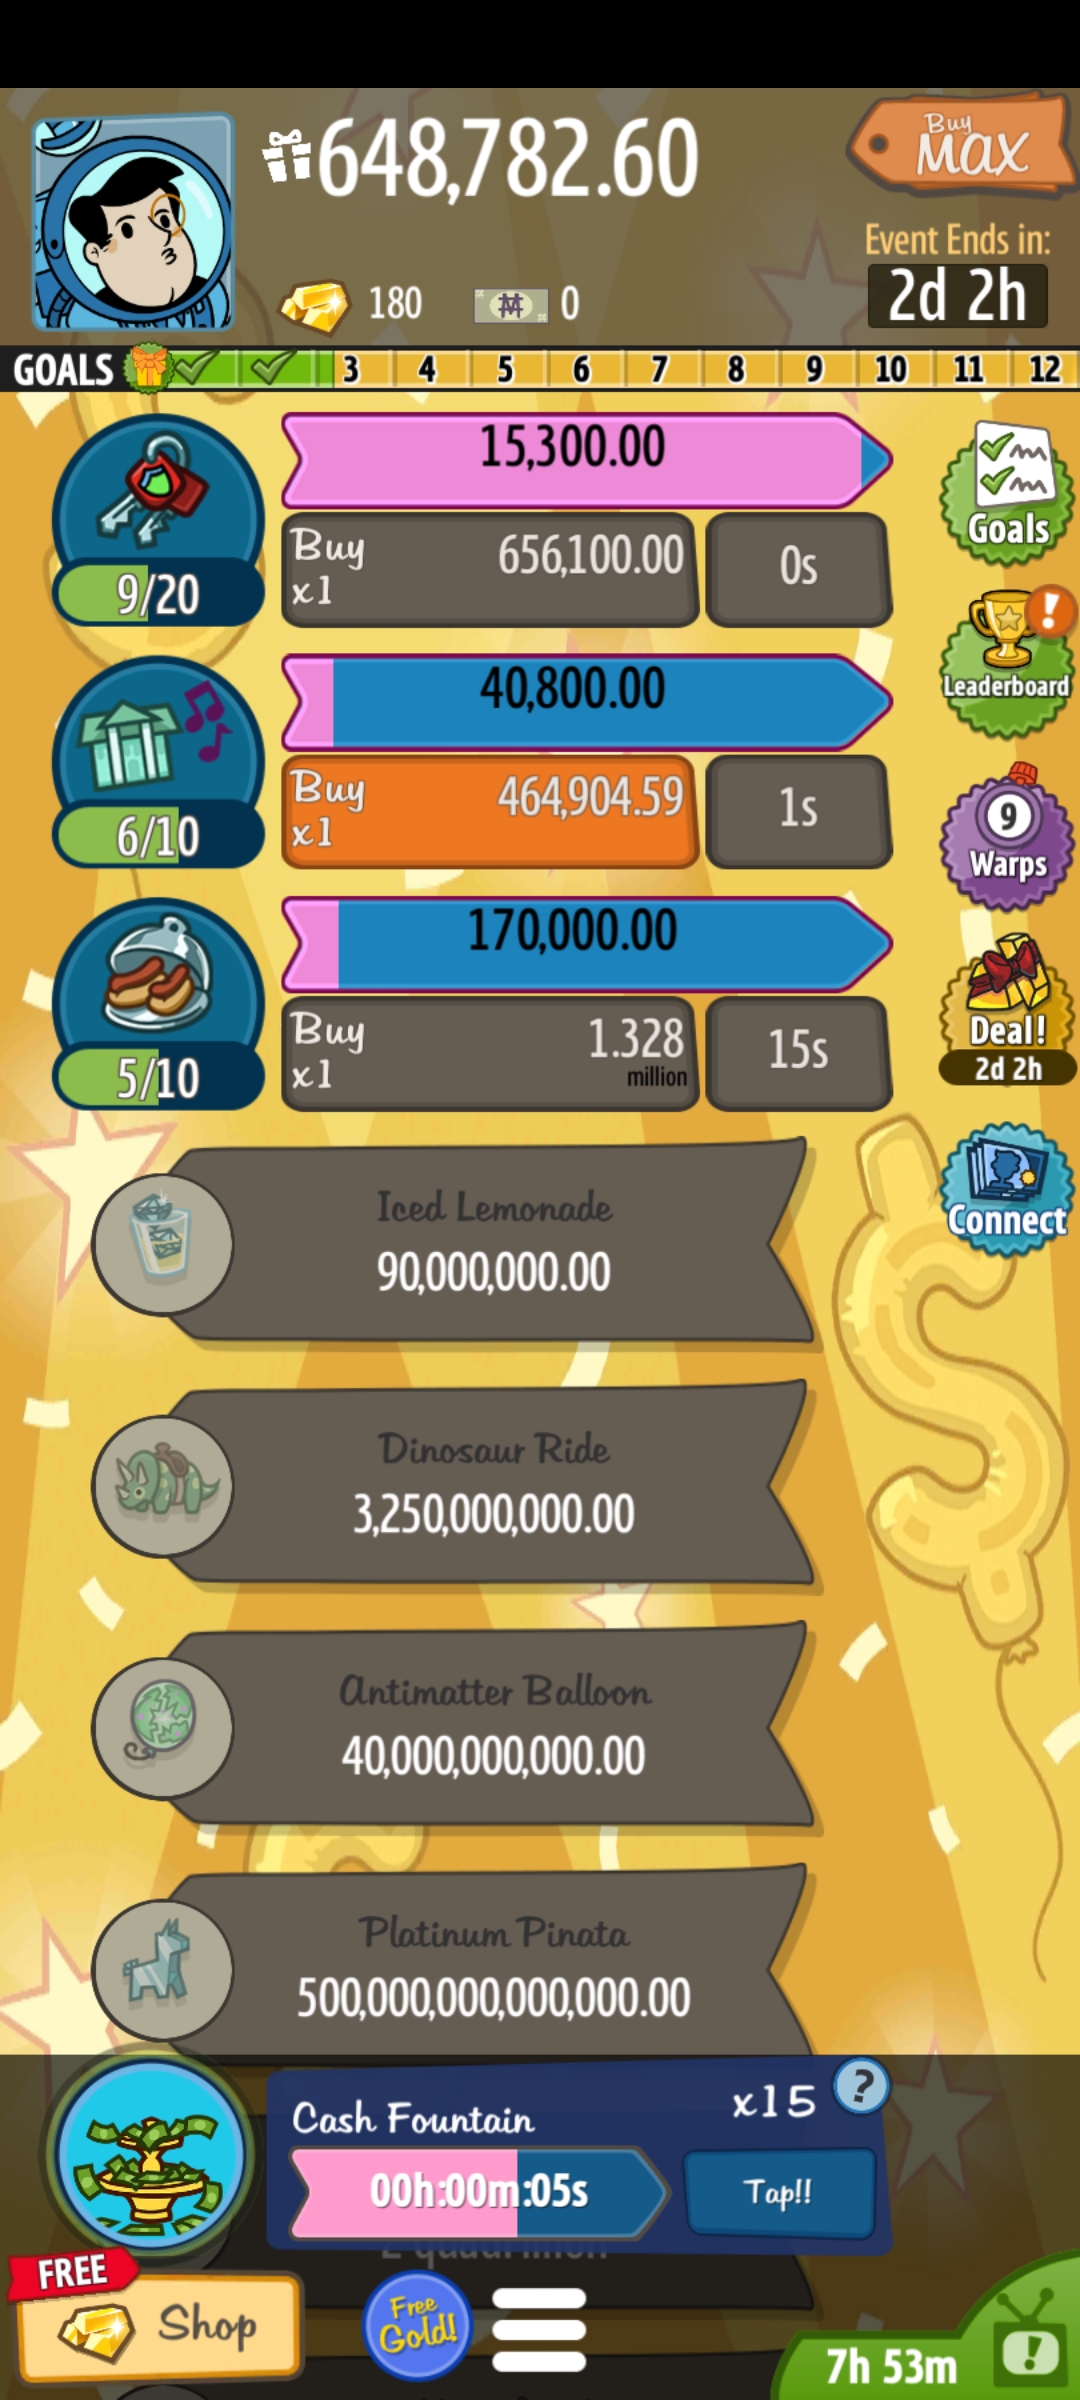 648,782.60
Buy
MAX
Event Ends in:
180
0
2d 2h
GOALS
3 4 5 6 7 8 9 10 11 12
15,300.00
Buy
x1
656,100.00
0s
9/20
Goals
40,800.00
Buy
x1
464,904.59
1s
6/10
!
Leaderboard
9
Warps
170,000.00
Buy
x1
1.328
million
15s
5/10
Deal!
2d 2h
Connect
Iced Lemonade
90,000,000.00
Dinosaur Ride
3,250,000,000.00
Antimatter Balloon
40,000,000,000.00
Platinum Pinata
500,000,000,000,000.00
Cash Fountain
x15
?
00h:00m:05s
Tap!!
FREE
Shop
Free
Gold!
7h 53m
!